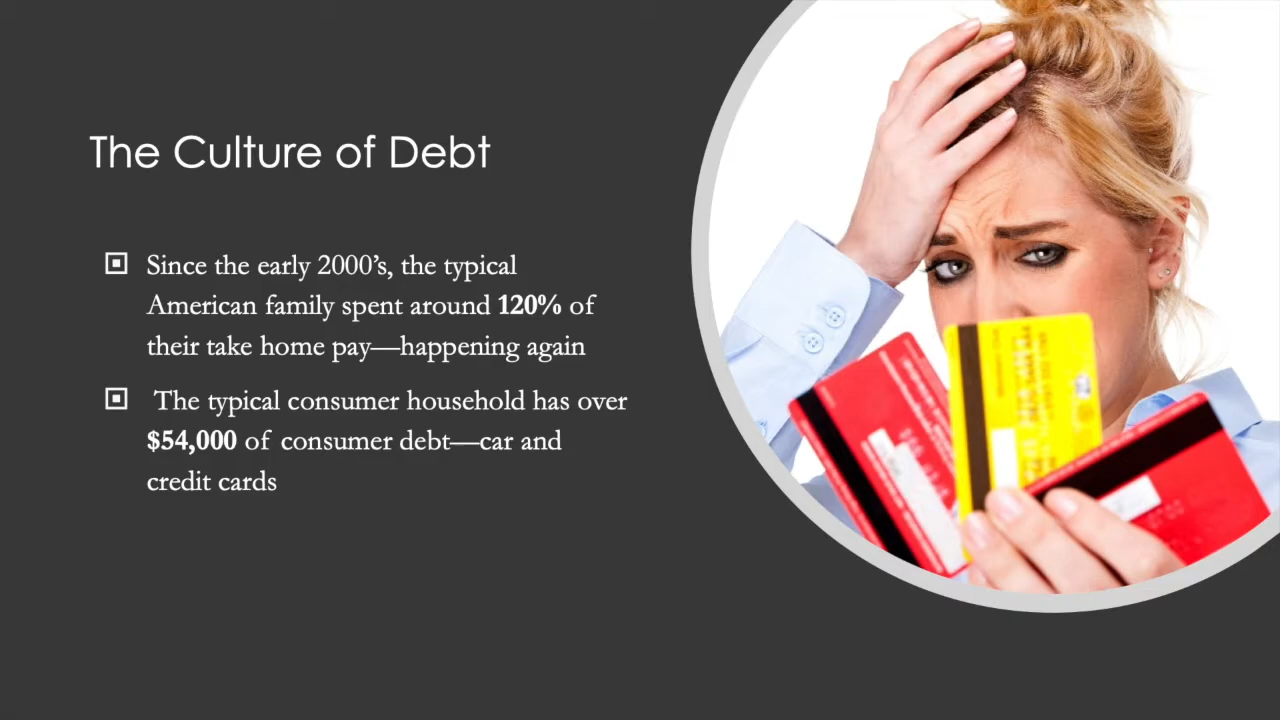 The Culture of Debt
Since the early 2000’s, the typical
American family spent around 120% of
their take home pay—happening again
The typical consumer household has over
$54,000 of consumer debt—car and
credit cards